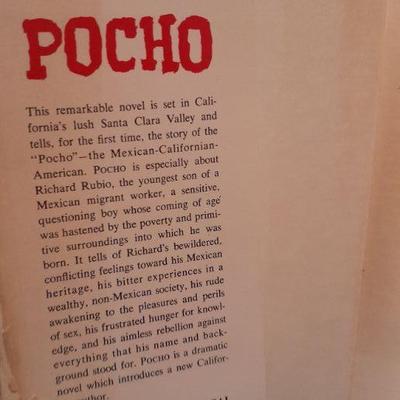 POCHO
This remarkable novel is set in Cali-
fornia's lush Santa Clara Valley and
tells, for the first time, the story of the
"Pocho"—the Mexican-Californian-
American. POCHO is especially about
Richard Rubio, the youngest son of a
Mexican migrant worker, a sensitive,
questioning boy whose coming of age
was hastened by the poverty and primi-
tive surroundings into which he was
born. It tells of Richard's bewildered,
conflicting feelings toward his Mexican
heritage, his bitter experiences in a
wealthy, non-Mexican society, his rude
awakening to the pleasures and perils
of sex, his frustrated hunger for knowl-
edge, and his aimless rebellion against
everything that his name and back-
ground stood for. POCHO is a dramatic
novel which introduces a new Califor-
author.